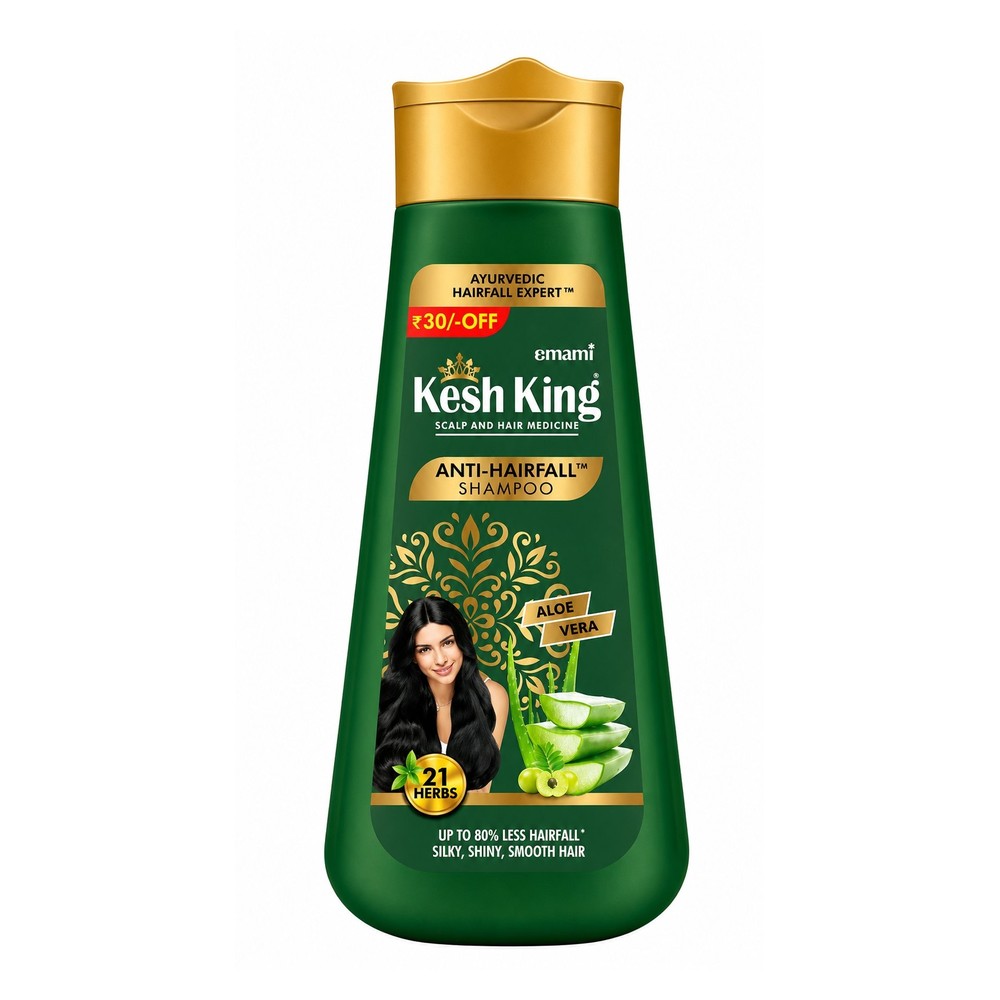 AYURVEDIC
HAIRFALL EXPERT™
₹30/-OFF
emami*
Kesh King®
SCALP AND HAIR MEDICINE
ANTI-HAIRFALL™
SHAMPOO
ALOE
VERA
21
HERBS
UP TO 80% LESS HAIRFALL*
SILKY, SHINY, SMOOTH HAIR